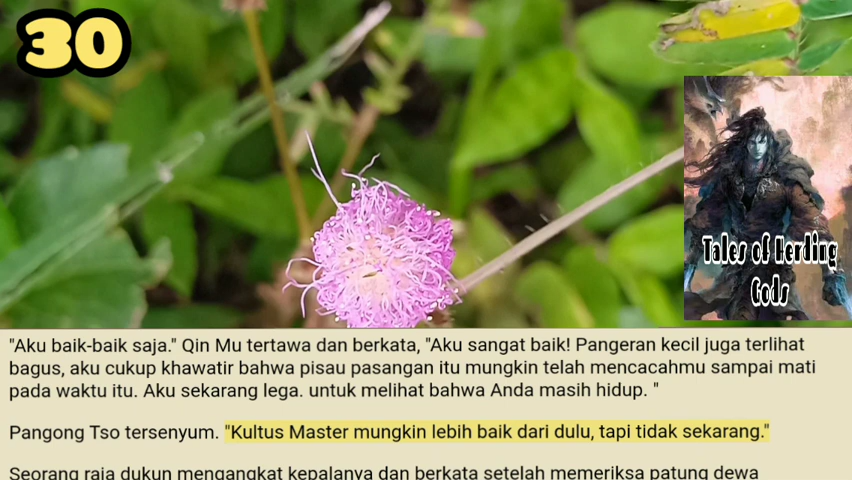 30
Tales of Herding
Gods
"Aku baik-baik saja." Qin Mu tertawa dan berkata, "Aku sangat baik! Pangeran kecil juga terlihat
bagus, aku cukup khawatir bahwa pisau pasangan itu mungkin telah mencacahmu sampai mati
pada waktu itu. Aku sekarang lega. untuk melihat bahwa Anda masih hidup. "
Pangong Tso tersenyum. "Kultus Master mungkin lebih baik dari dulu, tapi tidak sekarang."
Seorang raja dukun mengangkat kepalanya dan berkata setelah memeriksa patung dewa